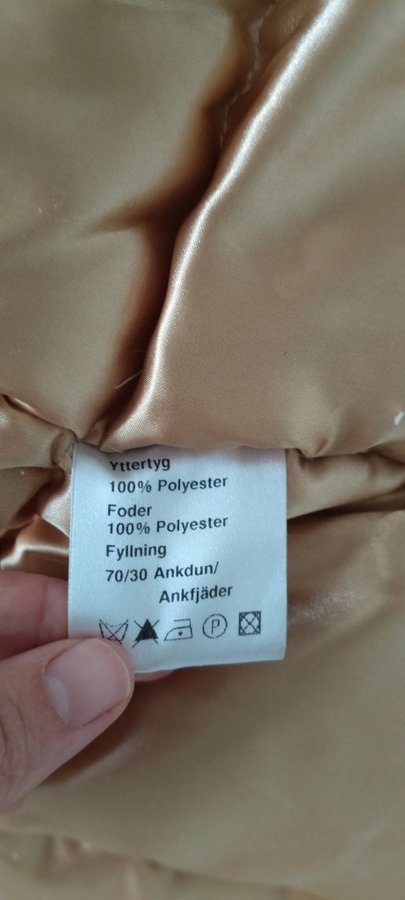 Yttertyg
100% Polyester
Foder
100% Polyester
Fyllning
70/30 Ankdun/
Ankfjäder
P